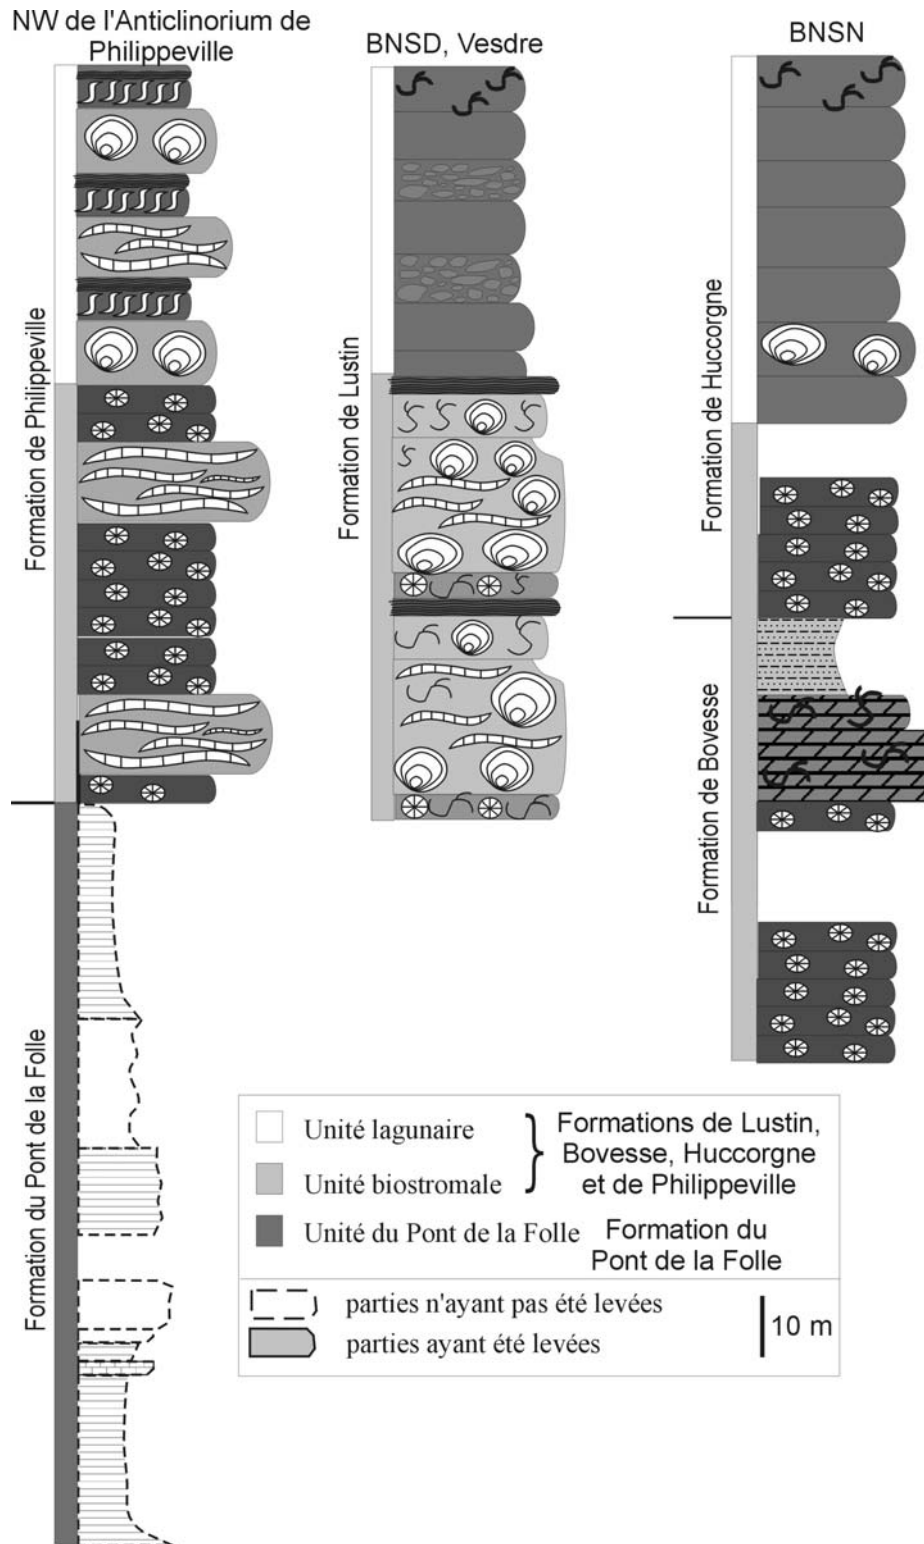 NW de l'Anticlinorium de
Philippeville
BNSD, Vesdre
BNSN
Formation de Philippeville
Formation du Pont de la Folle
Formation de Lustin
Formation de Huccorgne
Formation de Bovesse
Unité lagunaire
Unité biostromale
}
Formations de Lustin,
Bovesse, Huccorgne
et de Philippeville
Unité du Pont de la Folle
Formation du
Pont de la Folle
parties n'ayant pas été levées
parties ayant été levées
10 m